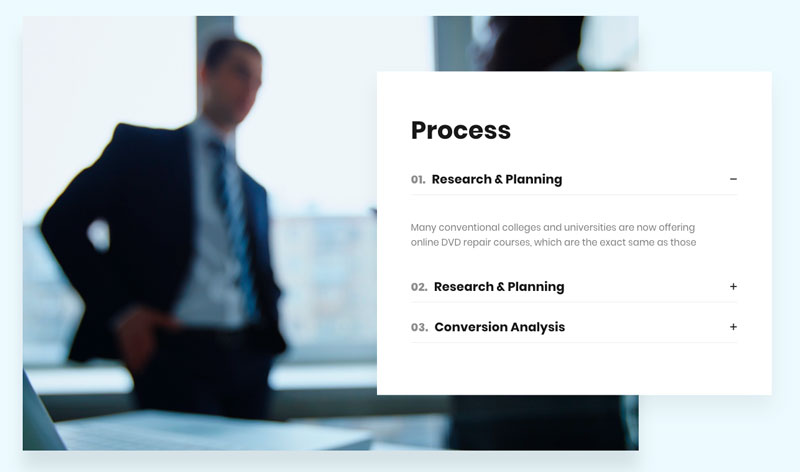 Process
01. Research & Planning −
Many conventional colleges and universities are now offering
online DVD repair courses, which are the exact same as those
02. Research & Planning +
03. Conversion Analysis +